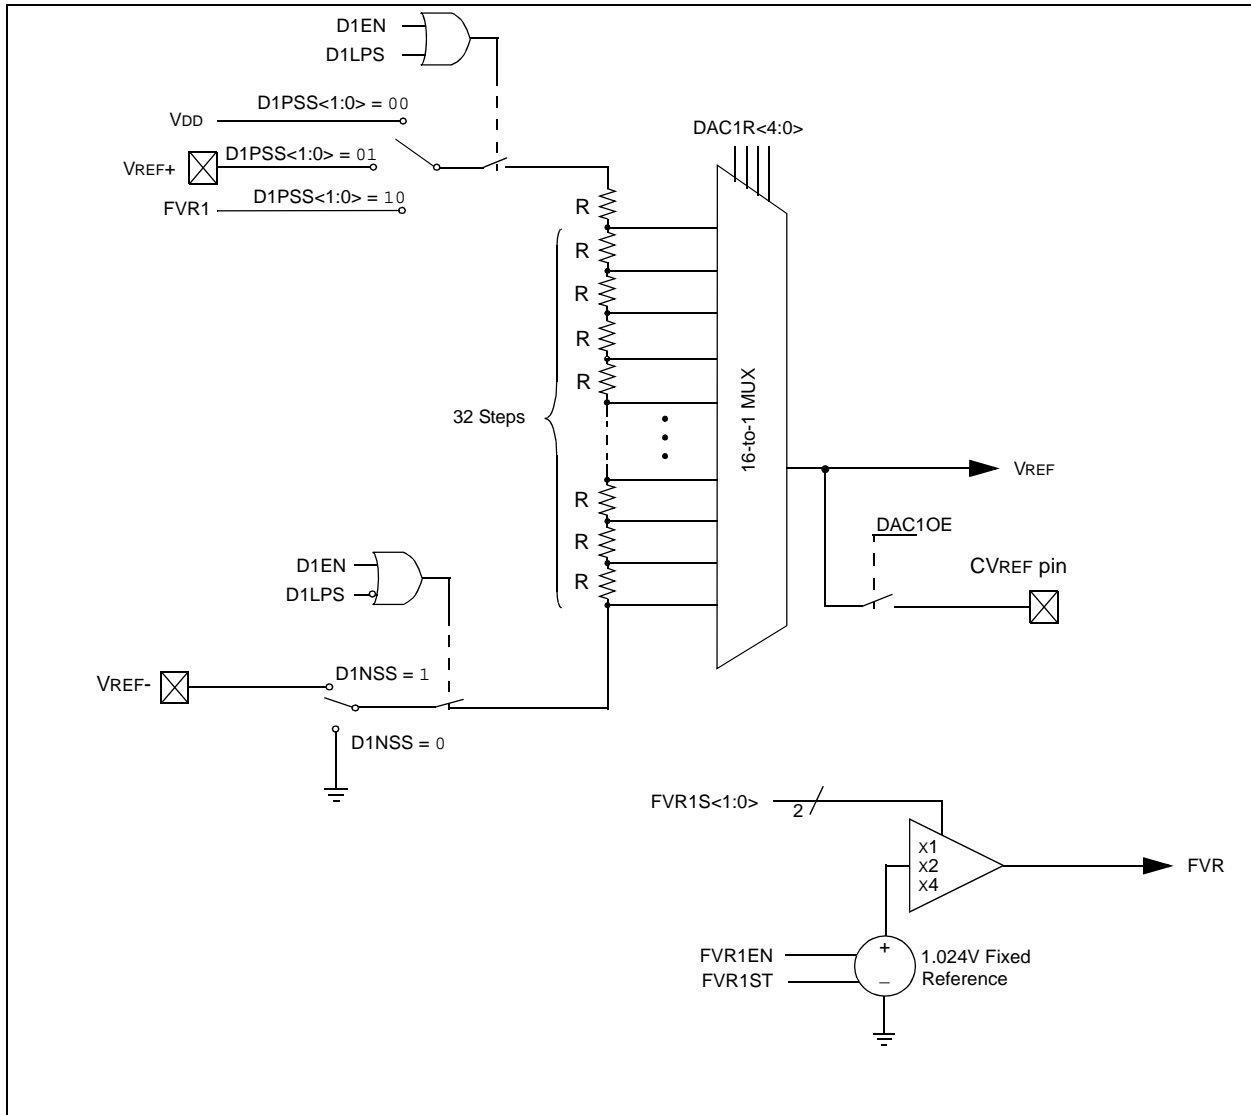 D1EN
D1LPS
D1PSS<1:0> = 00
VDD
DAC1R<4:0>
D1PSS<1:0> = 01
VREF+
D1PSS<1:0> = 10
FVR1
R
R
R
R
R
32 Steps
16-to-1 MUX
VREF
R
DAC1OE
R
D1EN
CVREF pin
R
D1LPS
D1NSS = 1
VREF-
D1NSS = 0
FVR1S<1:0>
2
x1
x2
x4
FVR
FVR1EN
+
1.024V Fixed
FVR1ST
–
Reference